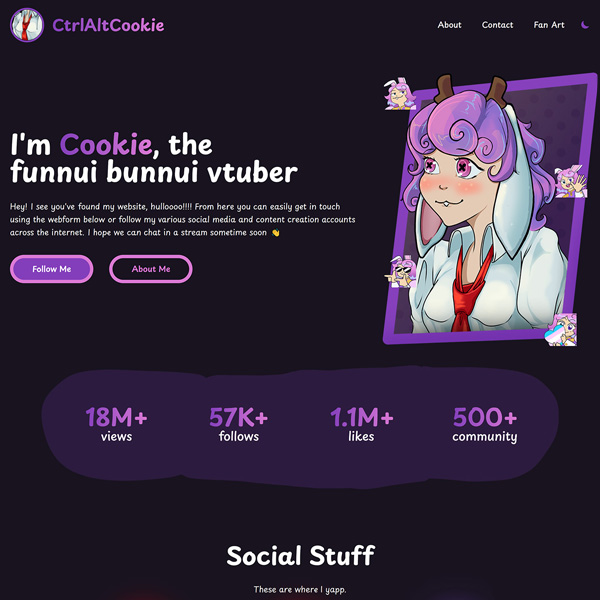 CtrlAltCookie
About Contact Fan Art
I'm Cookie, the
funnui bunnui vtuber
Hey! I see you've found my website, hulloooo!!!! From here you can easily get in touch
using the webform below or follow my various social media and content creation accounts
across the internet. I hope we can chat in a stream sometime soon 👋
Follow Me About Me
18M+ 57K+ 1.1M+ 500+
views follows likes community
Social Stuff
These are where I yapp.